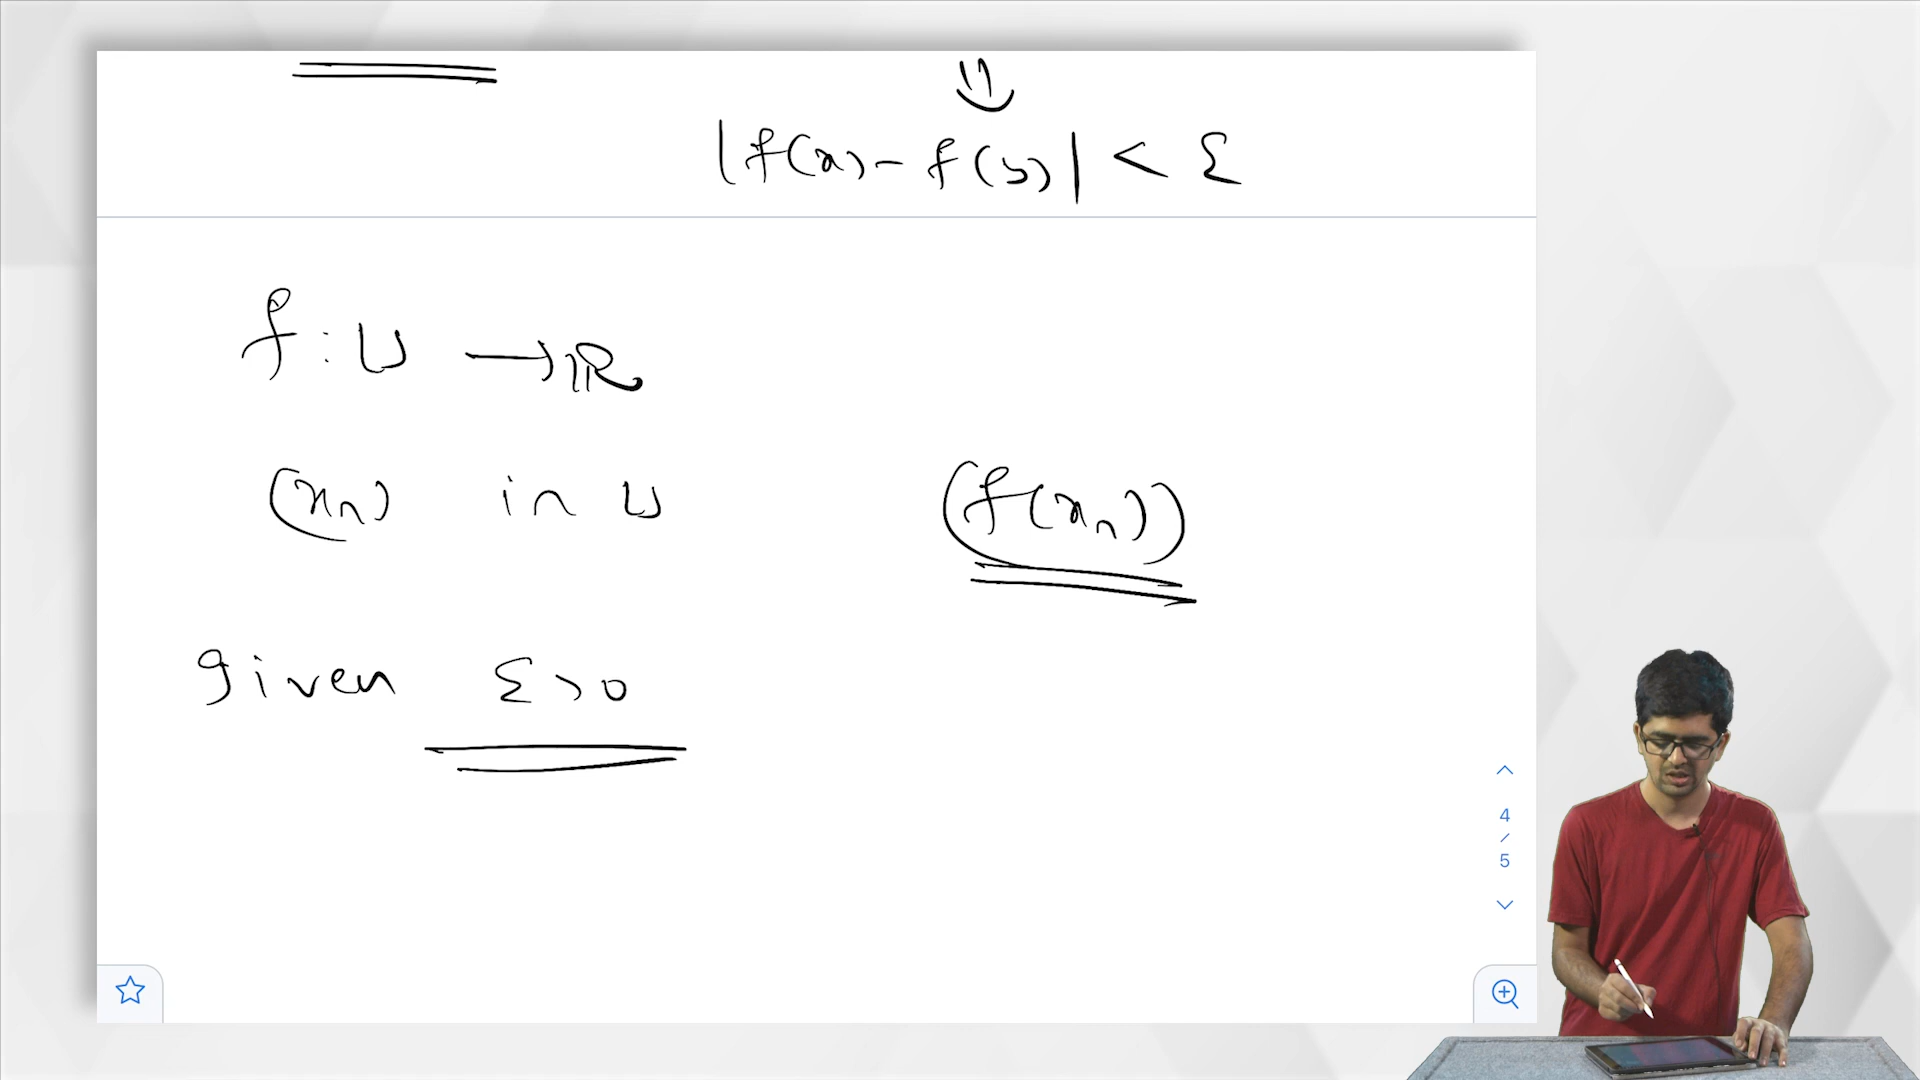 ⇓
|f(x) - f(y)| < ε
f : U → ℝ
(xₙ) in U (f(xₙ))
given ε > 0
4
/
5